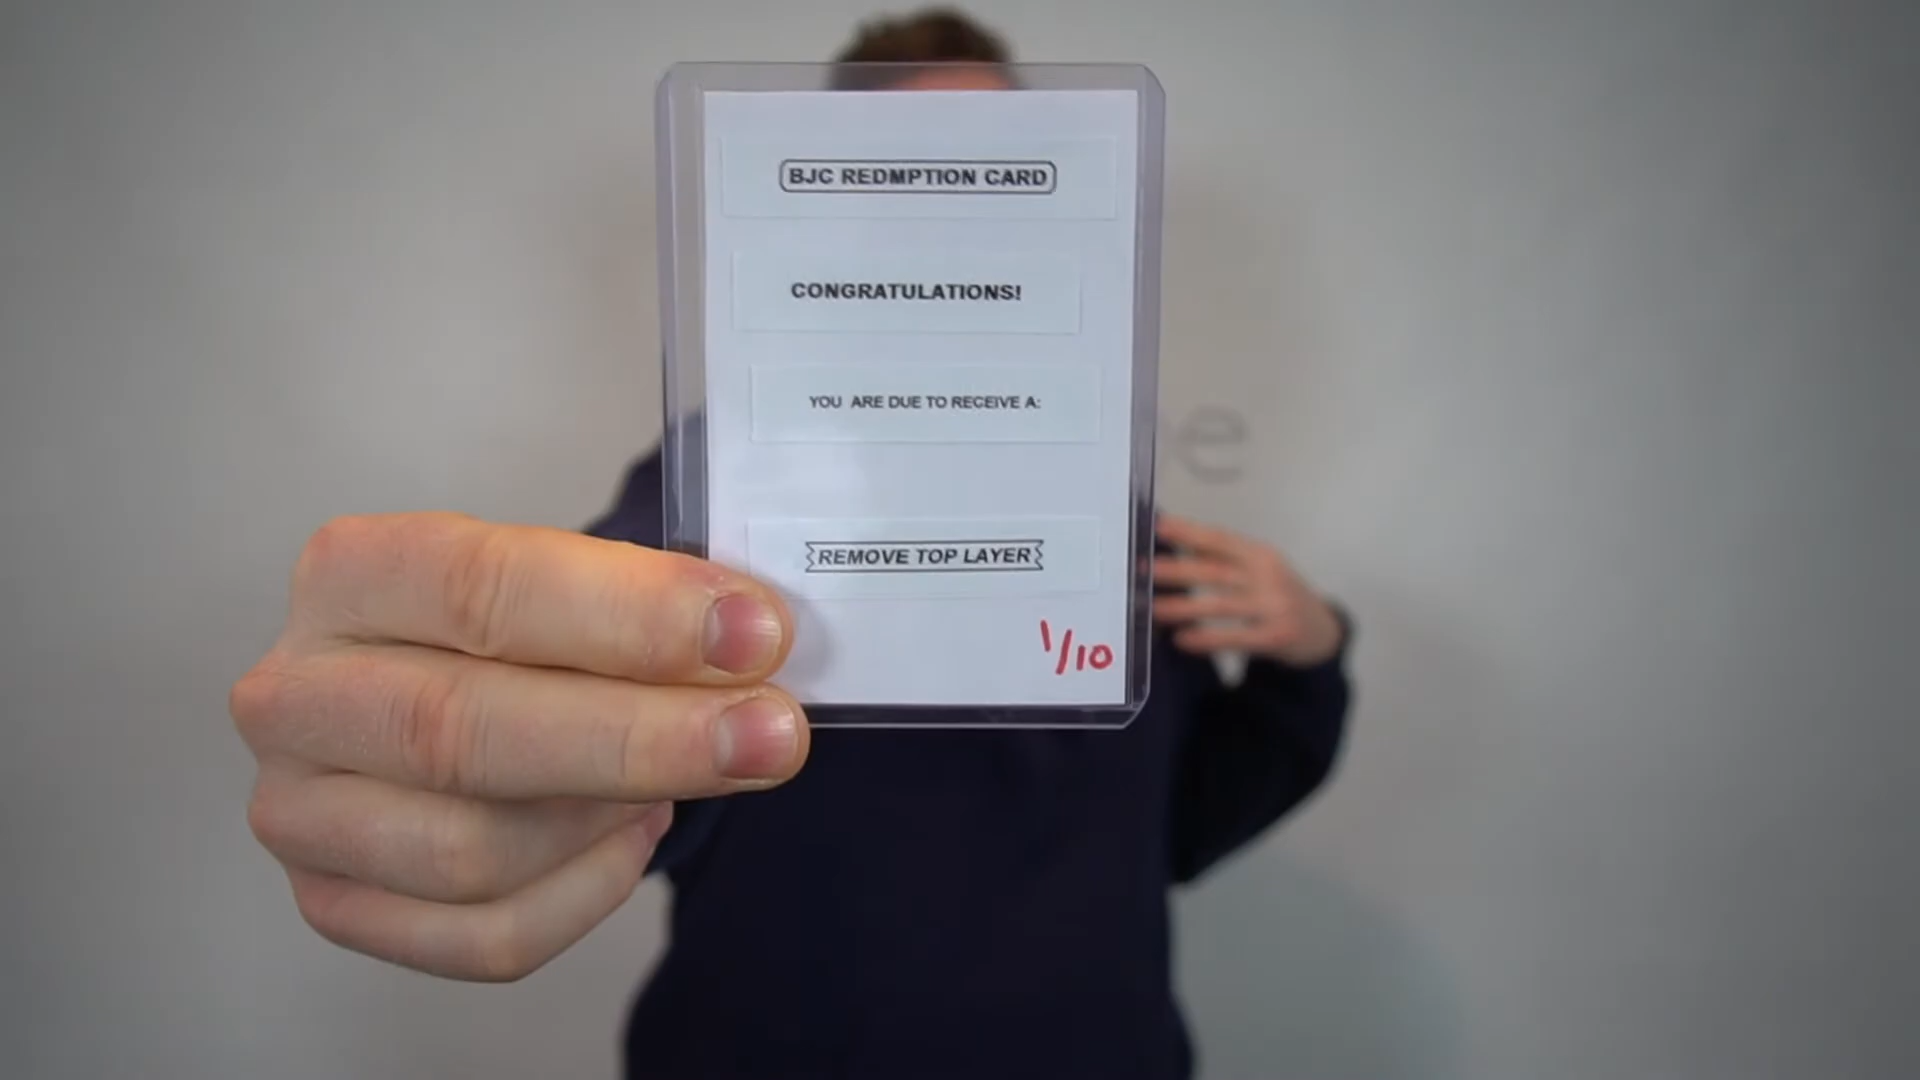 BJC REDMPTION CARD
CONGRATULATIONS!
YOU ARE DUE TO RECEIVE A:
REMOVE TOP LAYER
1/10
e